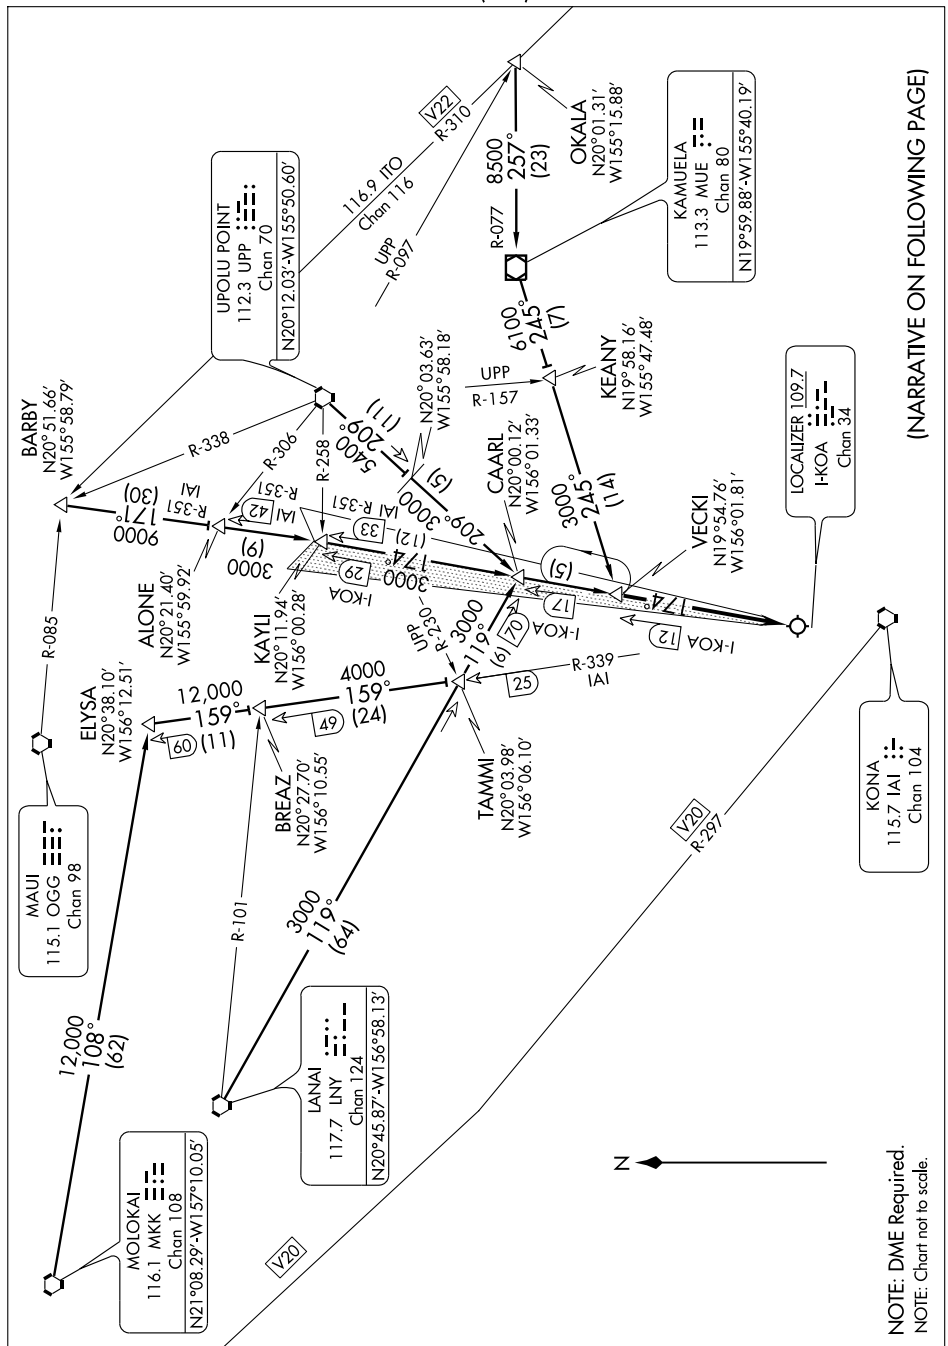 MOLOKAI
116.1 MKK
Chan 108
N21°08.29'-W157°10.05'
12,000
108°
(62)
MAUI
115.1 OGG
Chan 98
R-085
BARBY
N20°51.66'
W155°58.79'
9000
171°
(30)
R-351
IAI
R-338
UPOLU POINT
112.3 UPP
Chan 70
N20°12.03'-W155°50.60'
116.9 ITO
Chan 116
V22
R-310
UPP
R-097
OKALA
N20°01.31'
W155°15.88'
8500
257°
(23)
R-077
KAMUELA
113.3 MUE
Chan 80
N19°59.88'-W155°40.19'
6100
245°
(7)
KEANY
N19°58.16'
W155°47.48'
UPP
R-157
3000
245°
(14)
ELYSA
N20°38.10'
W156°12.51'
60
12,000
159°
(11)
BREAZ
N20°27.70'
W156°10.55'
49
4000
159°
(24)
R-101
LANAI
117.7 LNY
Chan 124
N20°45.87'-W156°58.13'
3000
119°
(64)
TAMMI
N20°03.98'
W156°06.10'
25
R-339
IAI
UPP
R-230
3000
119°
(6)
70
ALONE
N20°21.40'
W155°59.92'
42
IAI
R-351
R-306
3000
(9)
KAYLI
N20°11.94'
W156°00.28'
R-258
33
IAI R-351
29
I-KOA
(12)
174°
3000
5400
209°
(11)
N20°03.63'
W155°58.18'
3000
209°
(5)
CAARL
N20°00.12'
W156°01.33'
17
I-KOA
(5)
VECKI
N19°54.76'
W156°01.81'
12
I-KOA
174°
LOCALIZER 109.7
I-KOA
Chan 34
KONA
115.7 IAI
Chan 104
V20
R-297
V20
N
NOTE: DME Required.
NOTE: Chart not to scale.
(NARRATIVE ON FOLLOWING PAGE)